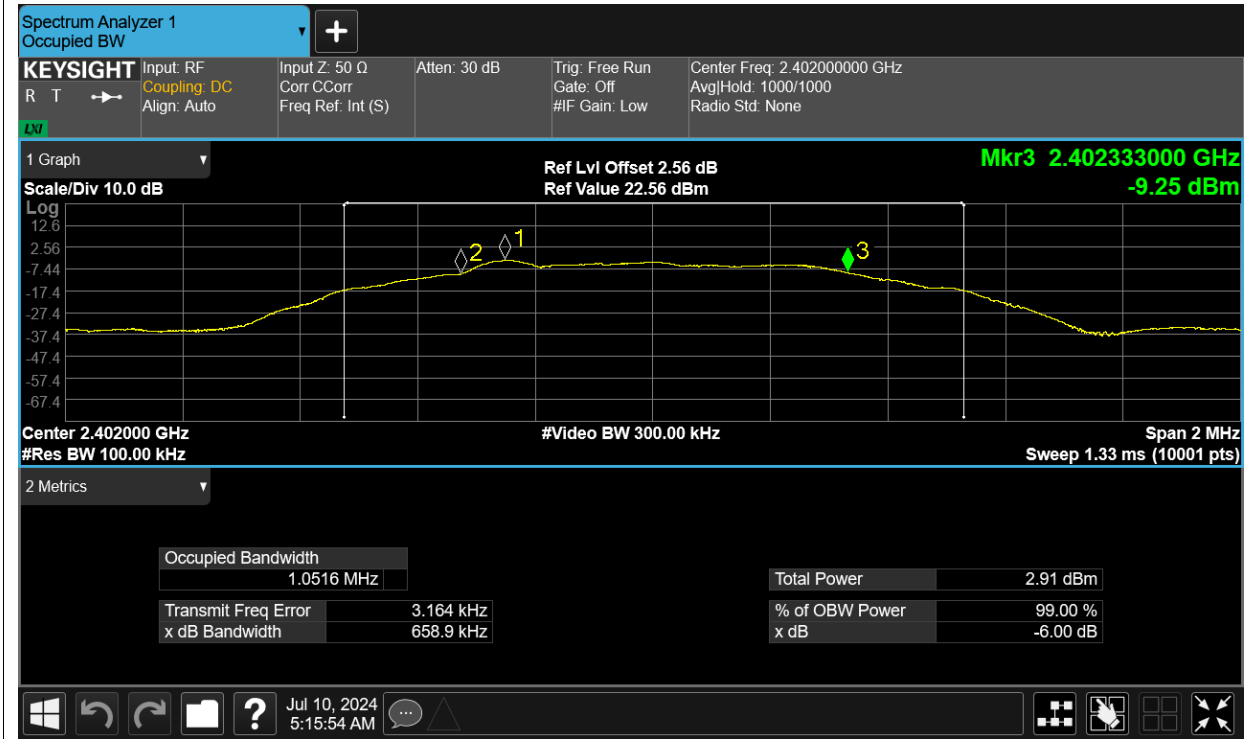 Spectrum Analyzer 1
Occupied BW
KEYSIGHT
R T
LXI
Input: RF
Coupling: DC
Align: Auto
Input Z: 50 Ω
Corr CCorr
Freq Ref: Int (S)
Atten: 30 dB
Trig: Free Run
Gate: Off
#IF Gain: Low
Center Freq: 2.402000000 GHz
Avg|Hold: 1000/1000
Radio Std: None
1 Graph
Scale/Div 10.0 dB
Ref Lvl Offset 2.56 dB
Ref Value 22.56 dBm
Mkr3 2.402333000 GHz
-9.25 dBm
Log
12.6
2.56
-7.44
-17.4
-27.4
-37.4
-47.4
-57.4
-67.4
2
1
3
Center 2.402000 GHz
#Res BW 100.00 kHz
#Video BW 300.00 kHz
Span 2 MHz
Sweep 1.33 ms (10001 pts)
2 Metrics
Occupied Bandwidth
1.0516 MHz
Transmit Freq Error 3.164 kHz
x dB Bandwidth 658.9 kHz
Total Power 2.91 dBm
% of OBW Power 99.00 %
x dB -6.00 dB
?
Jul 10, 2024
5:15:54 AM